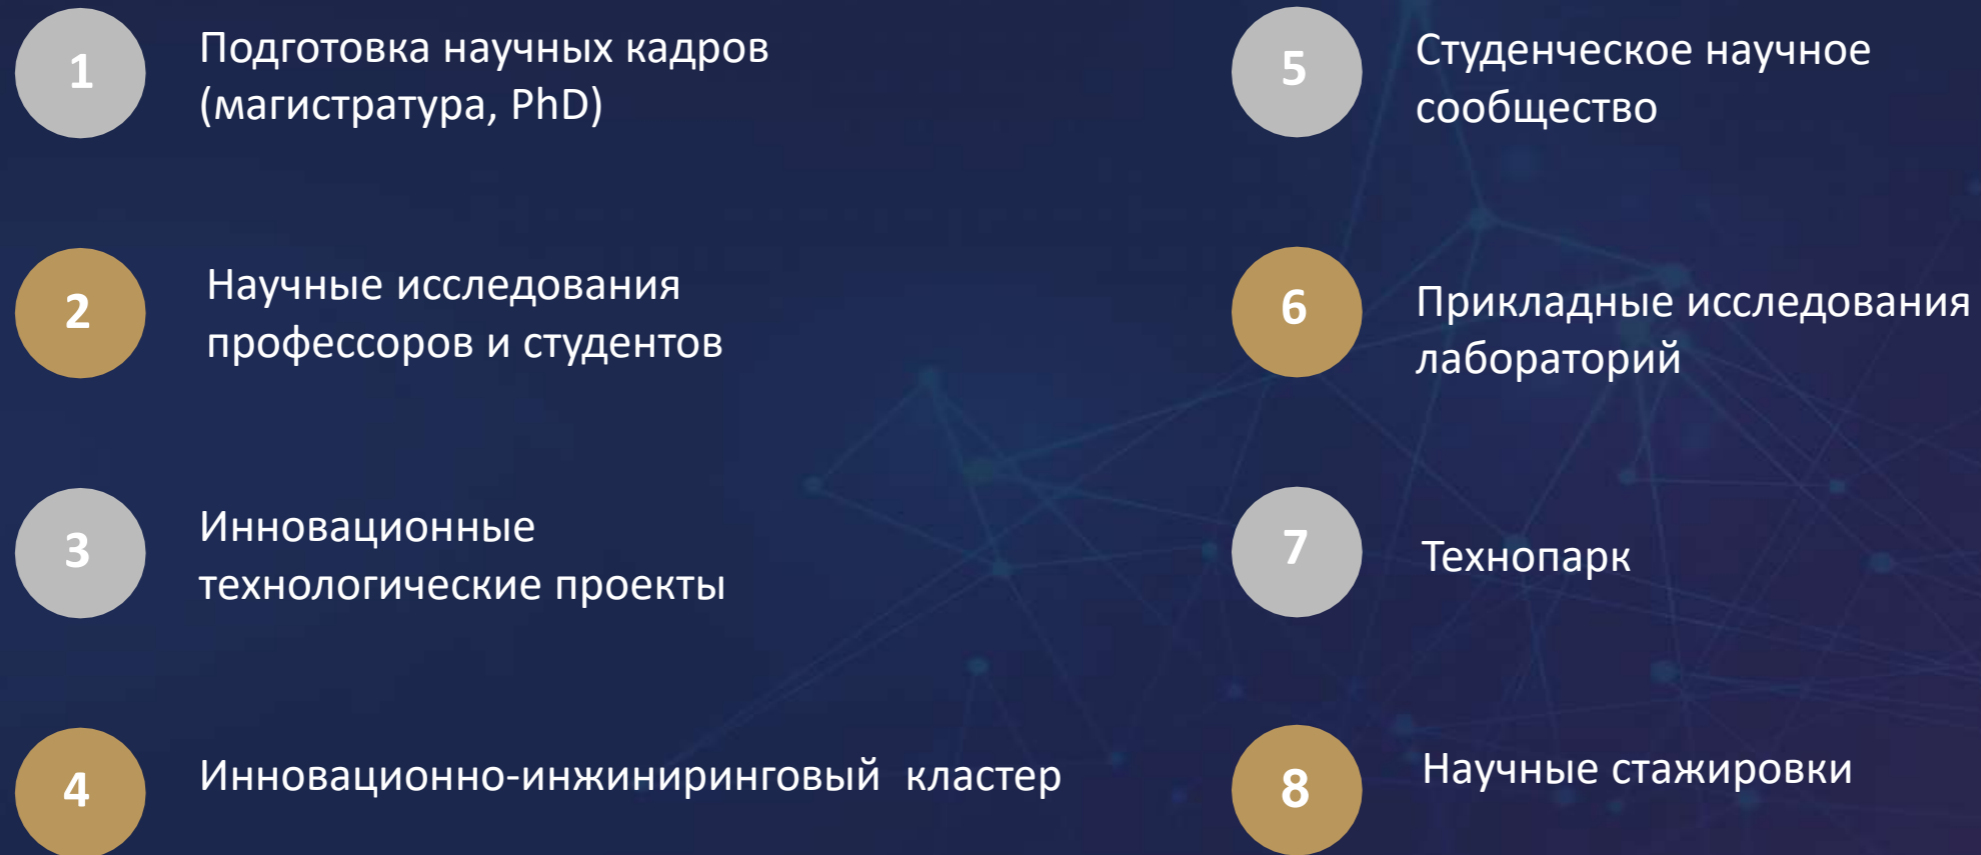 1
Подготовка научных кадров
(магистратура, PhD)
2
Научные исследования
профессоров и студентов
3
Инновационные
технологические проекты
4
Инновационно-инжиниринговый кластер
5
Студенческое научное
сообщество
6
Прикладные исследования
лабораторий
7
Технопарк
8
Научные стажировки